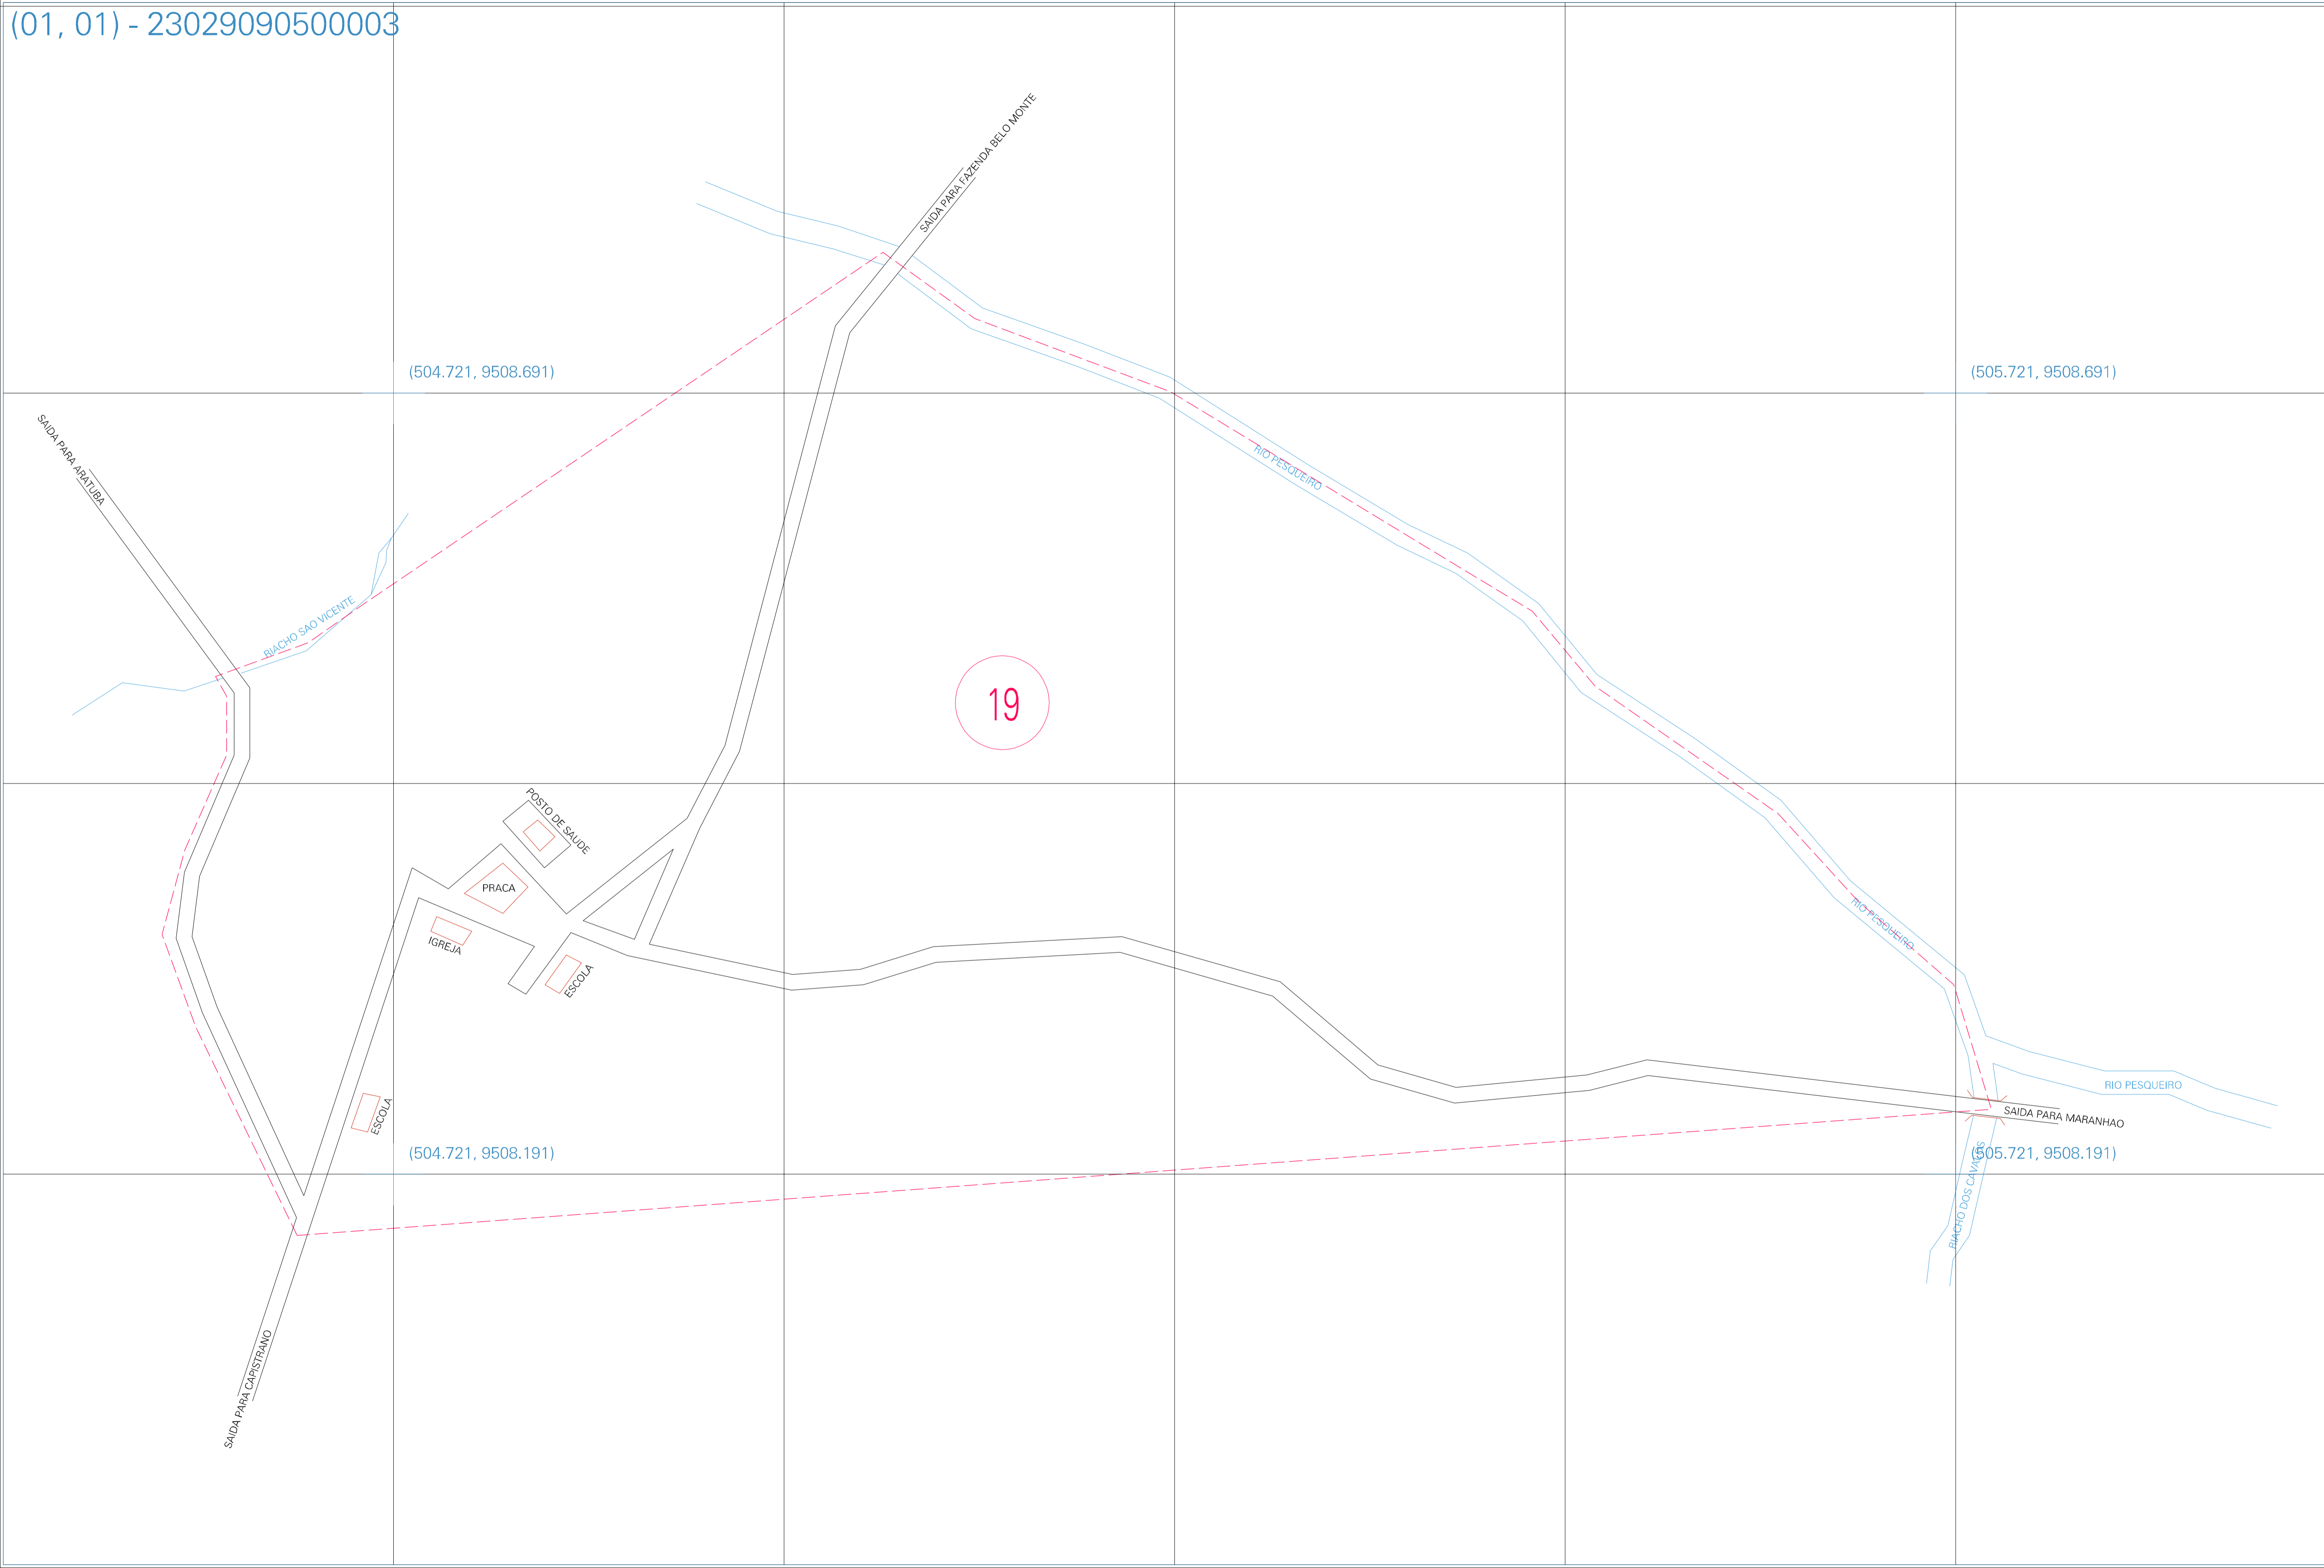 (01, 01) - 23029090500003
SAIDA PARA FAZENDA BELO MONTE
(504.721, 9508.691)
(505.721, 9508.691)
SAIDA PARA ARATUBA
RIO PESQUEIRO
RIACHO SAO VICENTE
19
POSTO DE SAUDE
PRACA
IGREJA
ESCOLA
RIO PESQUEIRO
RIO PESQUEIRO
ESCOLA
SAIDA PARA MARANHAO
(504.721, 9508.191)
(505.721, 9508.191)
RIACHO DOS CAVALOS
SAIDA PARA CAPISTRANO